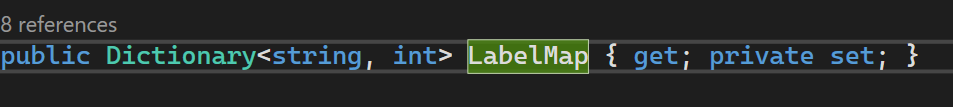 8 references
public Dictionary<string, int> LabelMap { get; private set; }